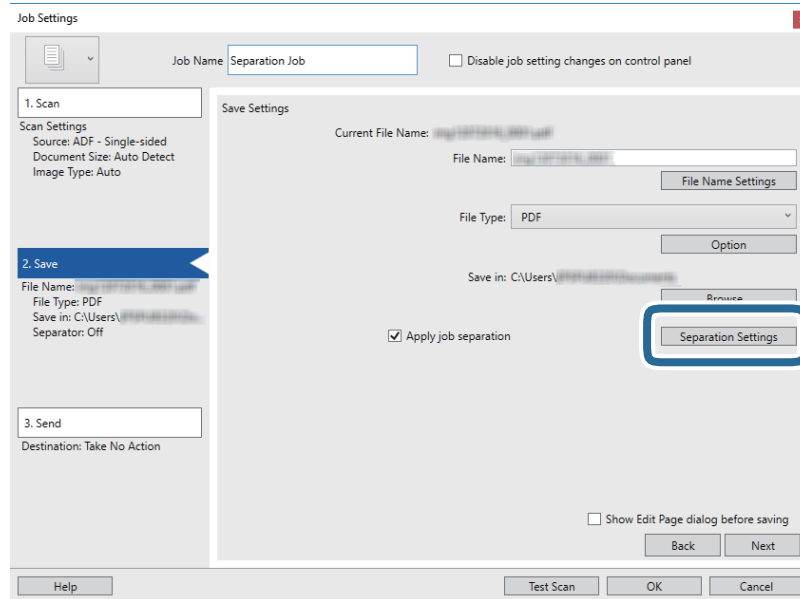 Job Settings
Job Name Separation Job
Disable job setting changes on control panel
1. Scan
Scan Settings
Source: ADF - Single-sided
Document Size: Auto Detect
Image Type: Auto
2. Save
File Name:
File Type: PDF
Save in: C:\Users\
Separator: Off
3. Send
Destination: Take No Action
Save Settings
Current File Name:
File Name:
File Name Settings
File Type: PDF
Option
Save in: C:\Users\
Browse
Apply job separation
Separation Settings
Show Edit Page dialog before saving
Back Next
Help Test Scan OK Cancel